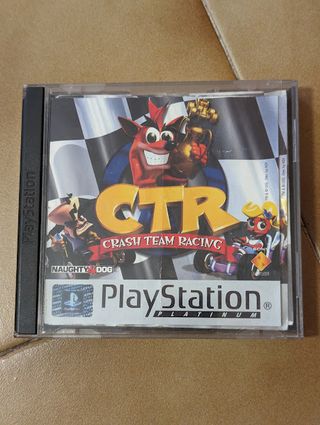 PlayStation
CTR
CRASH TEAM RACING
NAUGHTY DOG
PlayStation®
PLATINUM